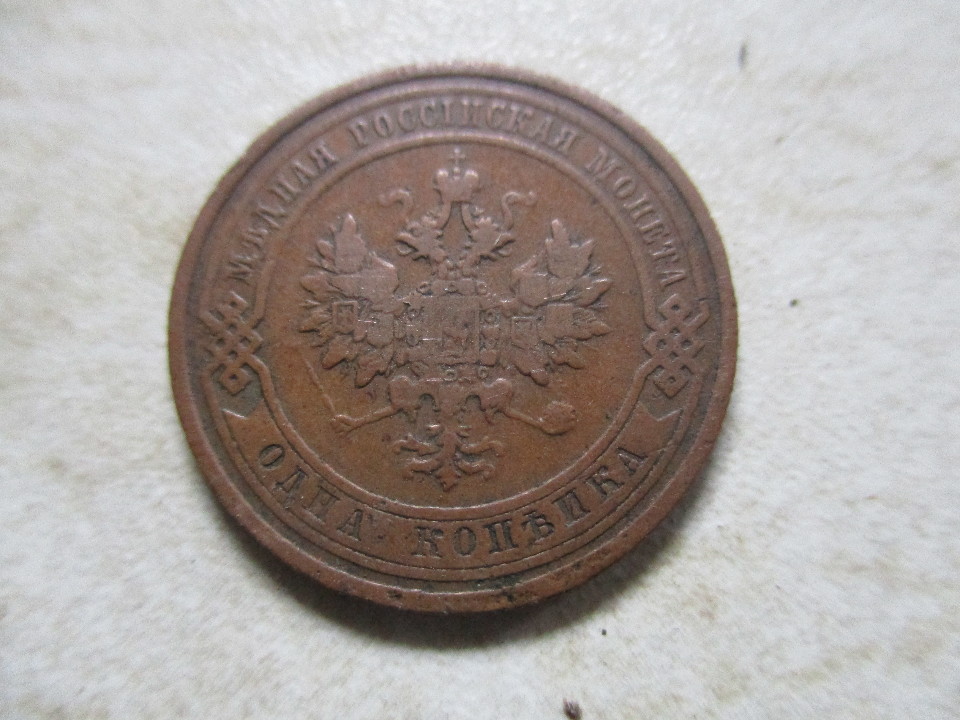 МѢДНАЯ РОССІЙСКАЯ МОНЕТА
ОДНА КОПѢЙКА